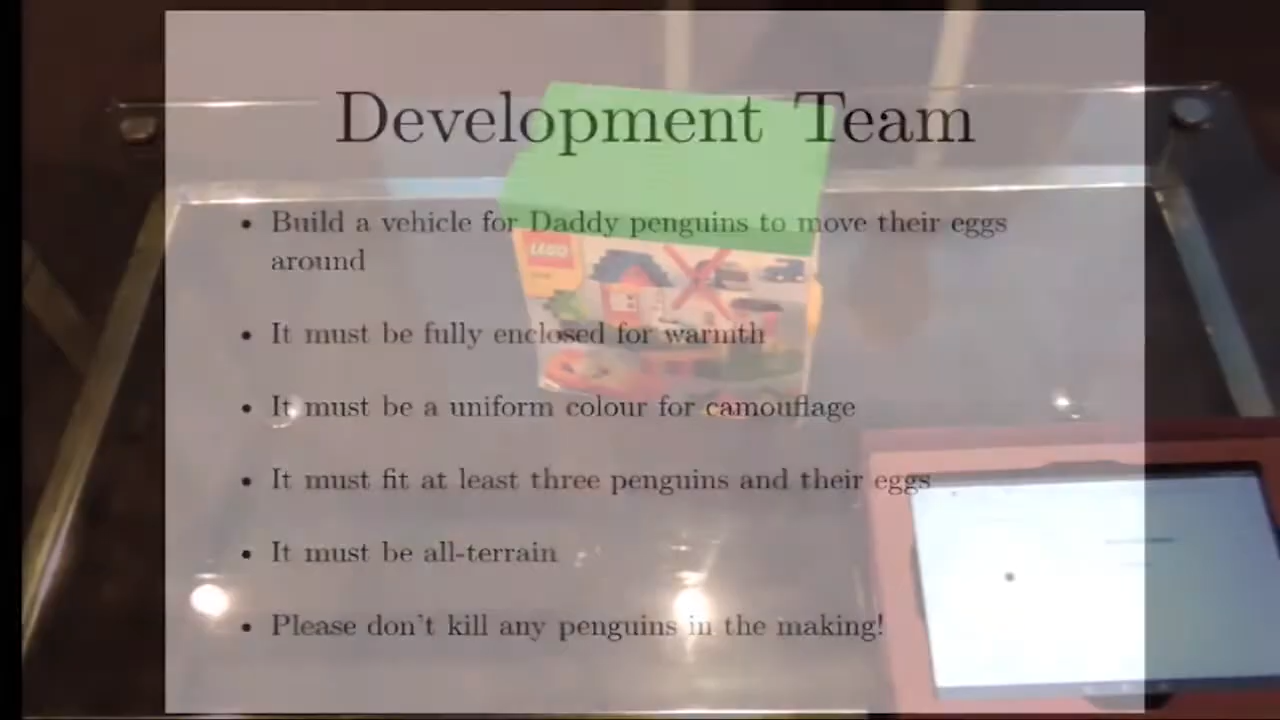 Development Team
• Build a vehicle for Daddy penguins to move their eggs
around
LEGO
• It must be fully enclosed for warmth
• It must be a uniform colour for camouflage
• It must fit at least three penguins and their eggs
• It must be all-terrain
• Please don't kill any penguins in the making!